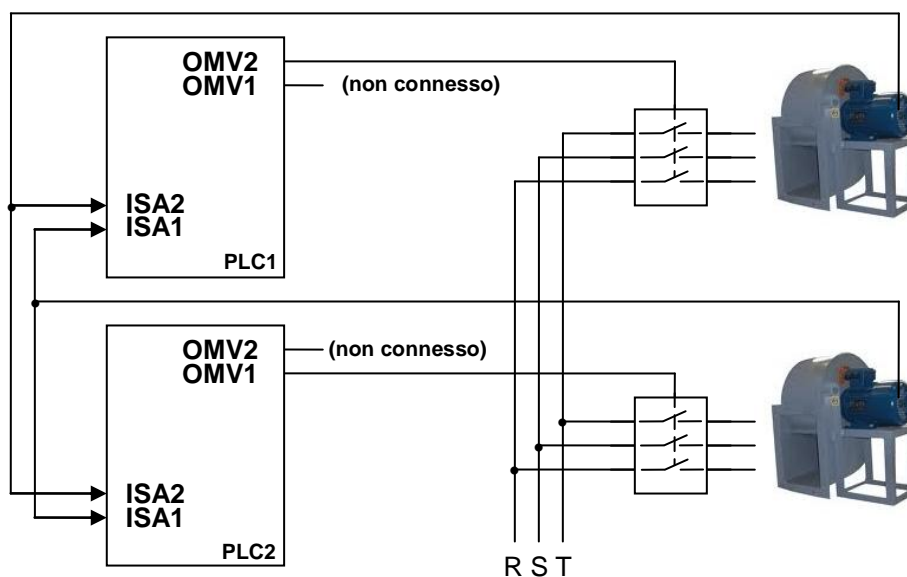 OMV2
OMV1
(non connesso)
ISA2
ISA1
PLC1
OMV2
(non connesso)
OMV1
ISA2
ISA1
PLC2
R S T